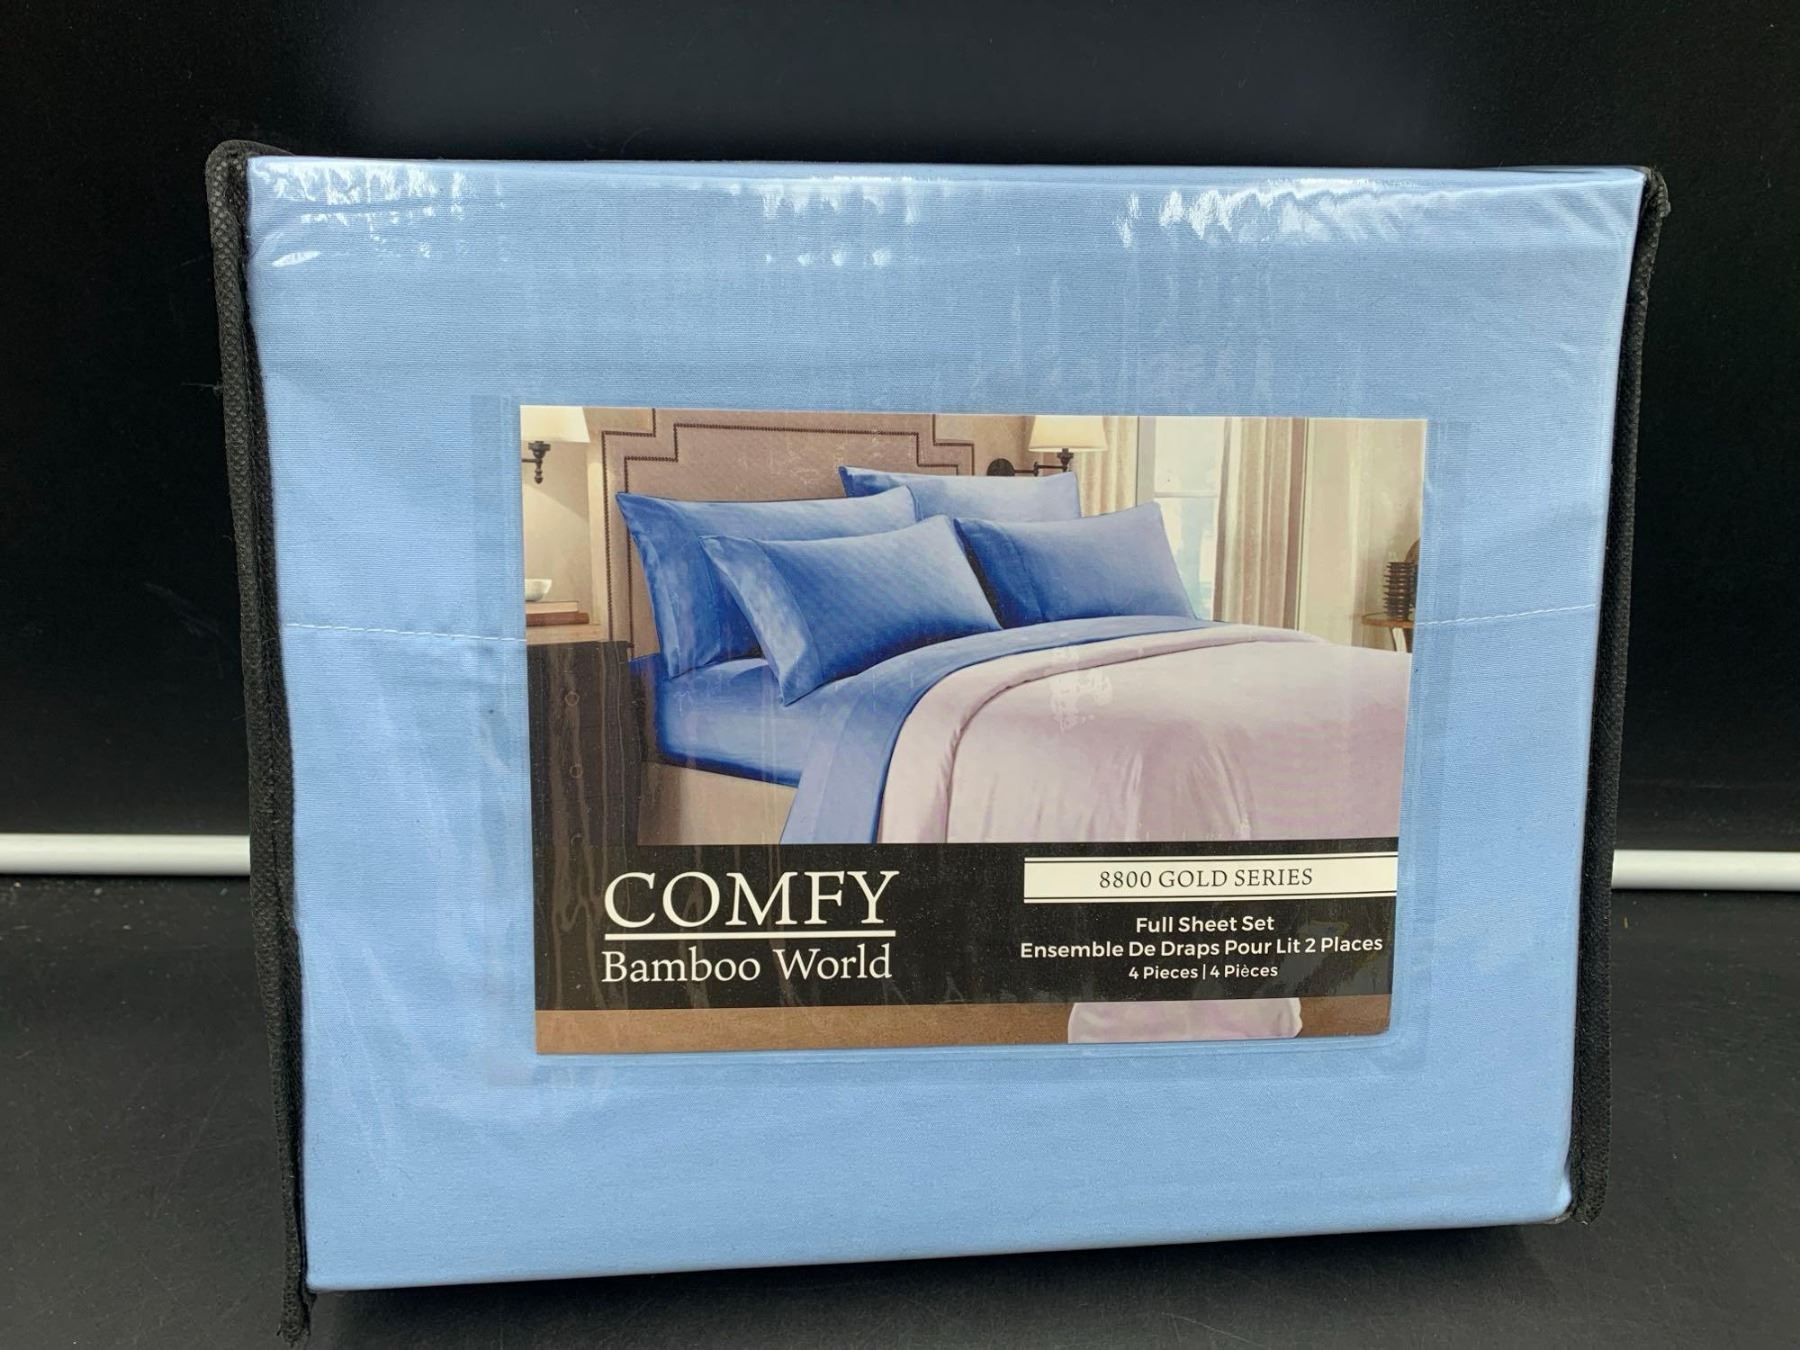 COMFY
Bamboo World
8800 GOLD SERIES
Full Sheet Set
Ensemble De Draps Pour Lit 2 Places
4 Pieces | 4 Pièces